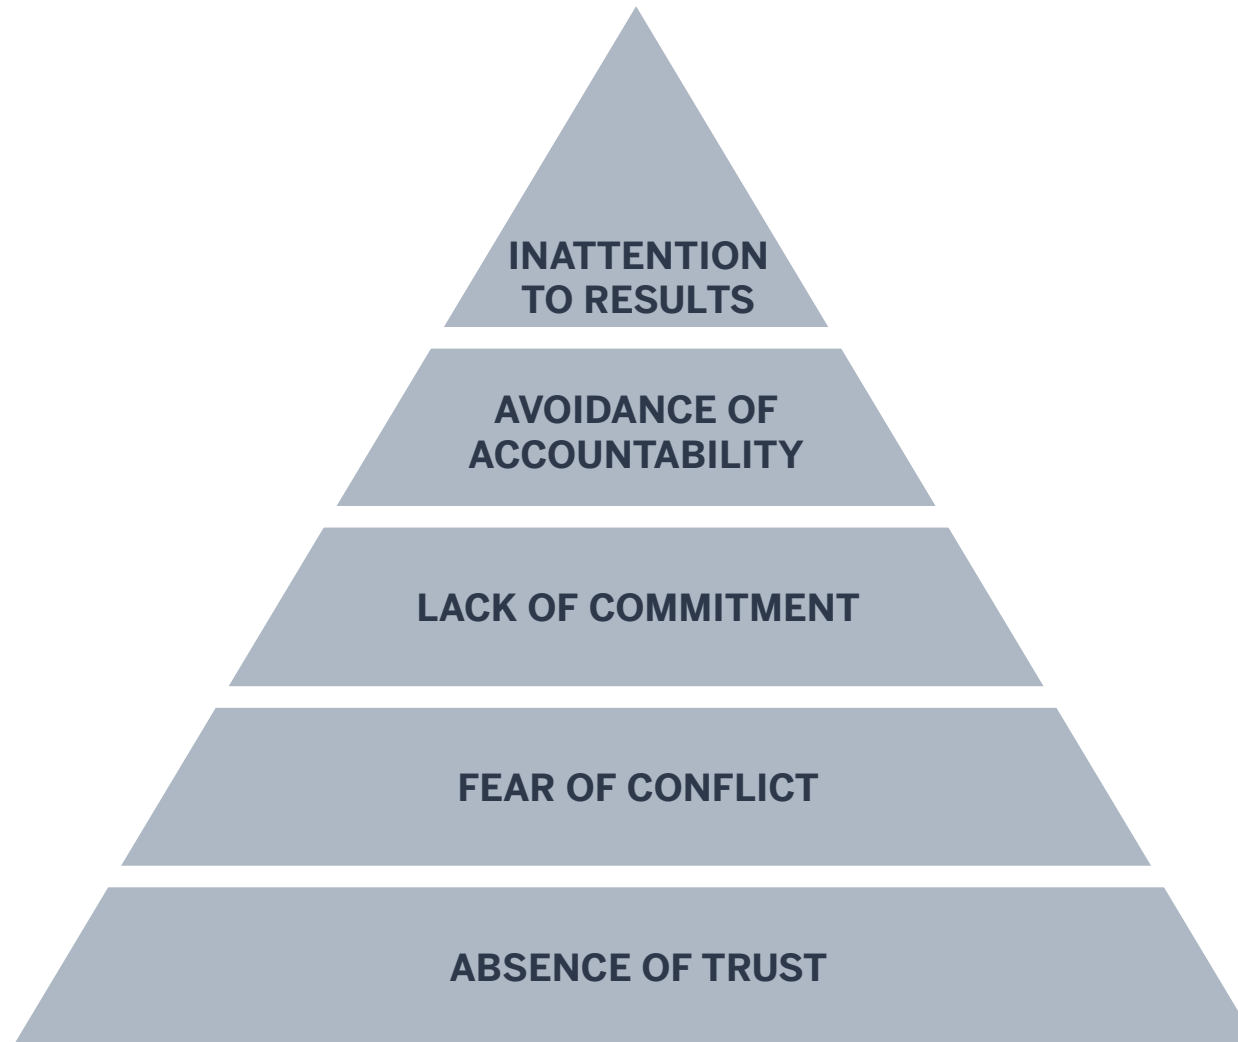 INATTENTION
TO RESULTS
AVOIDANCE OF
ACCOUNTABILITY
LACK OF COMMITMENT
FEAR OF CONFLICT
ABSENCE OF TRUST